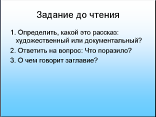 Задание до чтения
1. Определить, какой это рассказ:
художественный или документальный?
2. Ответить на вопрос: Что поразило?
3. О чем говорит заглавие?